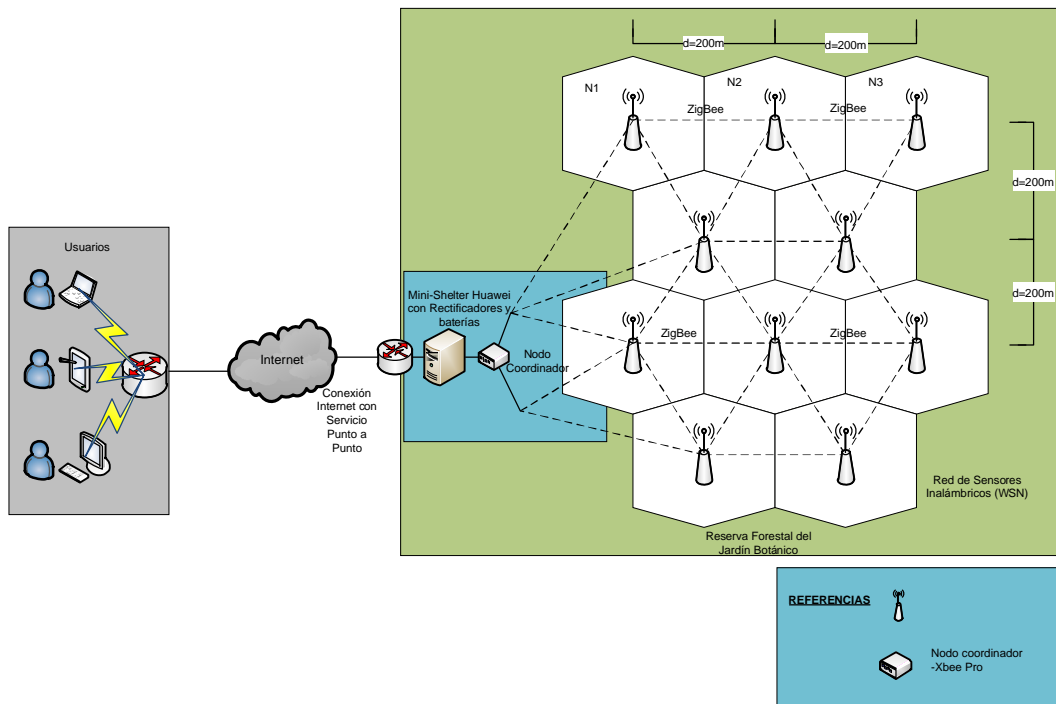 d=200m
d=200m
N1
N2
N3
ZigBee
ZigBee
d=200m
Usuarios
Mini-Shelter Huawei
con Rectificadores y
baterías
Internet
Nodo
Coordinador
Conexión
Internet con
Servicio
Punto a
Punto
ZigBee
ZigBee
d=200m
Red de Sensores
Inalámbricos (WSN)
Reserva Forestal del
Jardín Botánico
REFERENCIAS
Nodo coordinador
-Xbee Pro